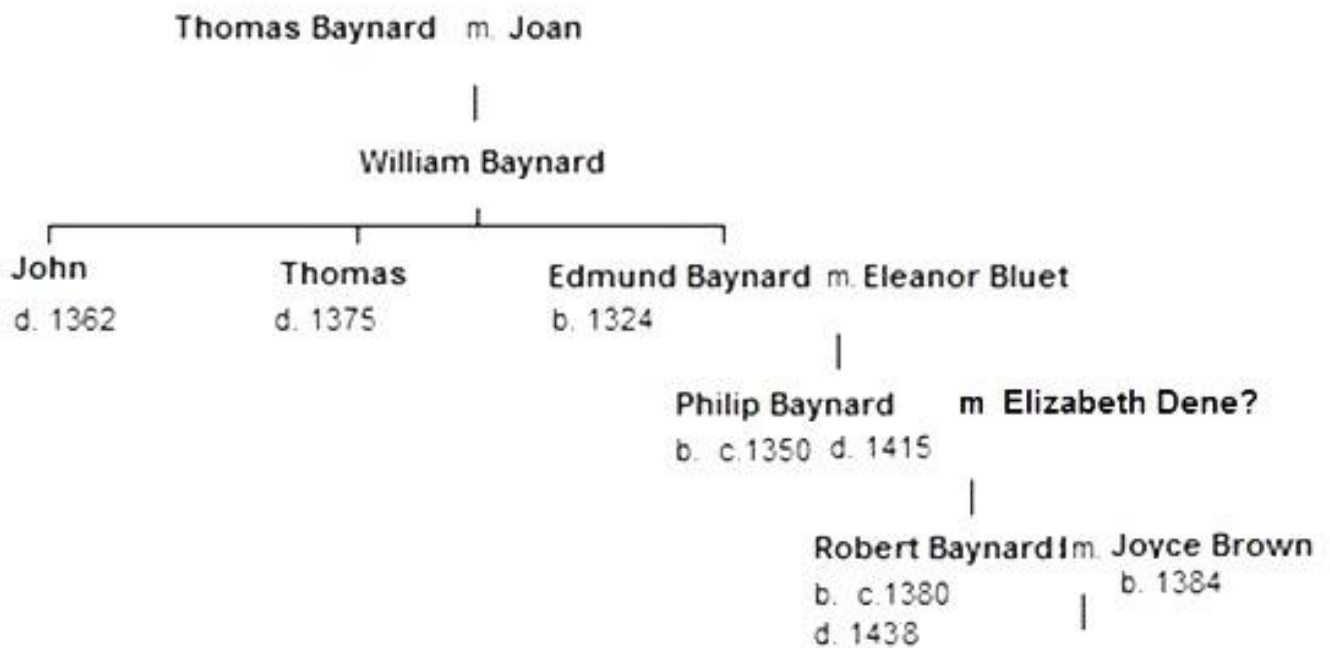 Thomas Baynard m. Joan
William Baynard
John Thomas Edmund Baynard m. Eleanor Bluet
d. 1362 d. 1375 b. 1324
Philip Baynard m Elizabeth Dene?
b. c.1350 d. 1415
Robert Baynard I m. Joyce Brown
b. c.1380 b. 1384
d. 1438